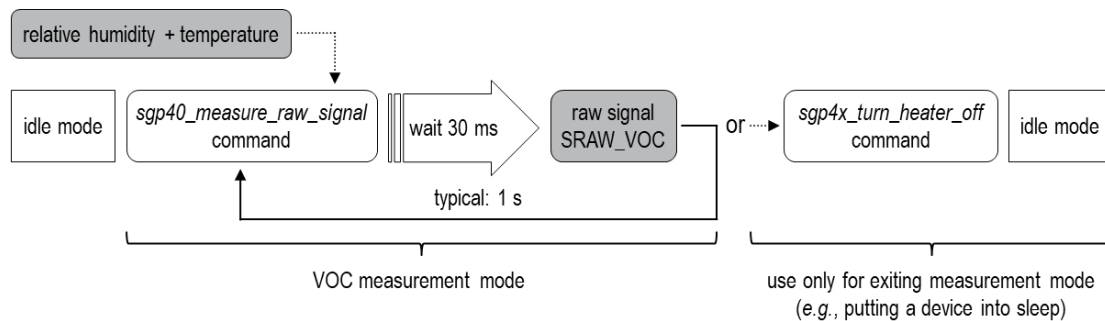 relative humidity + temperature
idle mode
sgp40_measure_raw_signal
command
wait 30 ms
raw signal
SRAW_VOC
or
sgp4x_turn_heater_off
command
idle mode
typical: 1 s
VOC measurement mode
use only for exiting measurement mode
(e.g., putting a device into sleep)